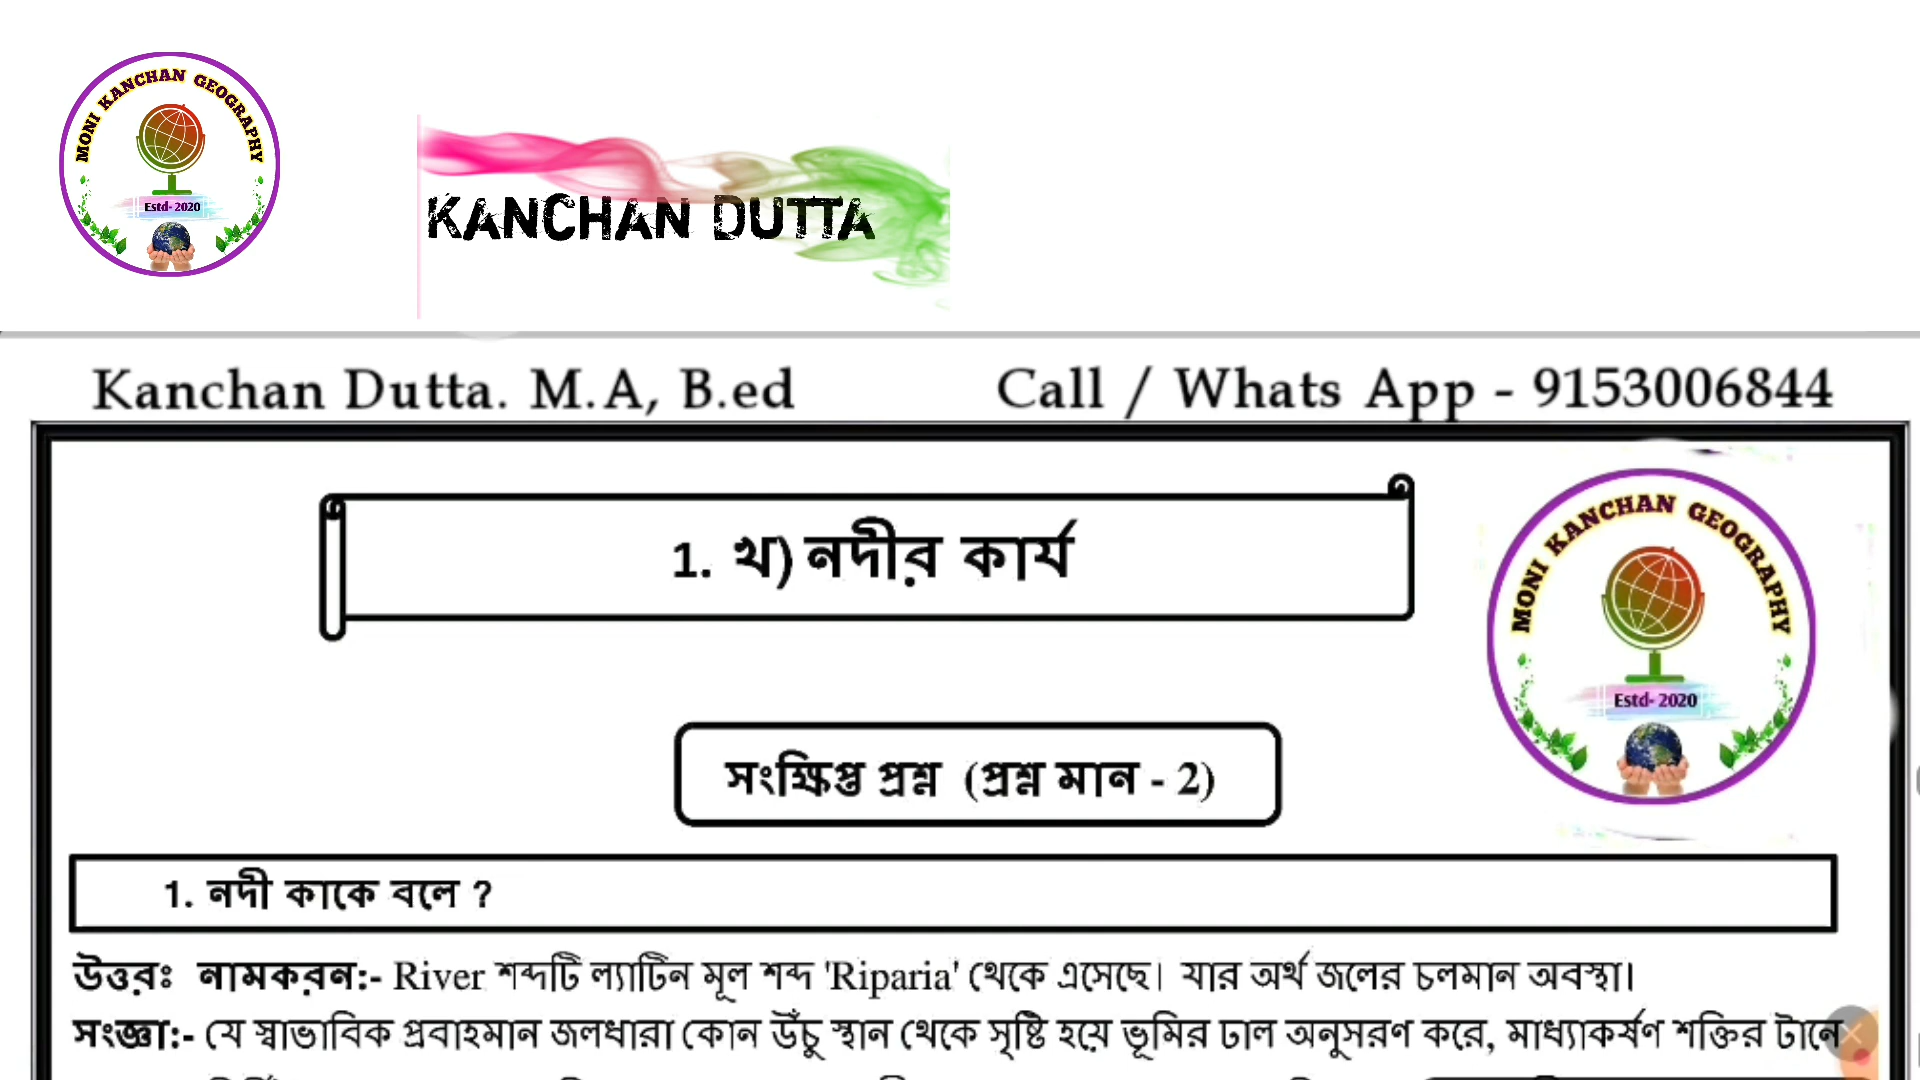 MONI KANCHAN GEOGRAPHY
Estd- 2020
KANCHAN DUTTA
Kanchan Dutta. M.A, B.ed Call / Whats App - 9153006844
1. খ) নদীর কার্য
MONI KANCHAN GEOGRAPHY
Estd- 2020
সংক্ষিপ্ত প্রশ্ন (প্রশ্ন মান - 2)
1. নদী কাকে বলে ?
উত্তরঃ নামকরন:- River শব্দটি ল্যাটিন মূল শব্দ 'Riparia' থেকে এসেছে। যার অর্থ জলের চলমান অবস্থা।
সংজ্ঞা:- যে স্বাভাবিক প্রবাহমান জলধারা কোন উঁচু স্থান থেকে সৃষ্টি হয়ে ভূমির ঢাল অনুসরণ করে, মাধ্যাকর্ষণ শক্তির টানে